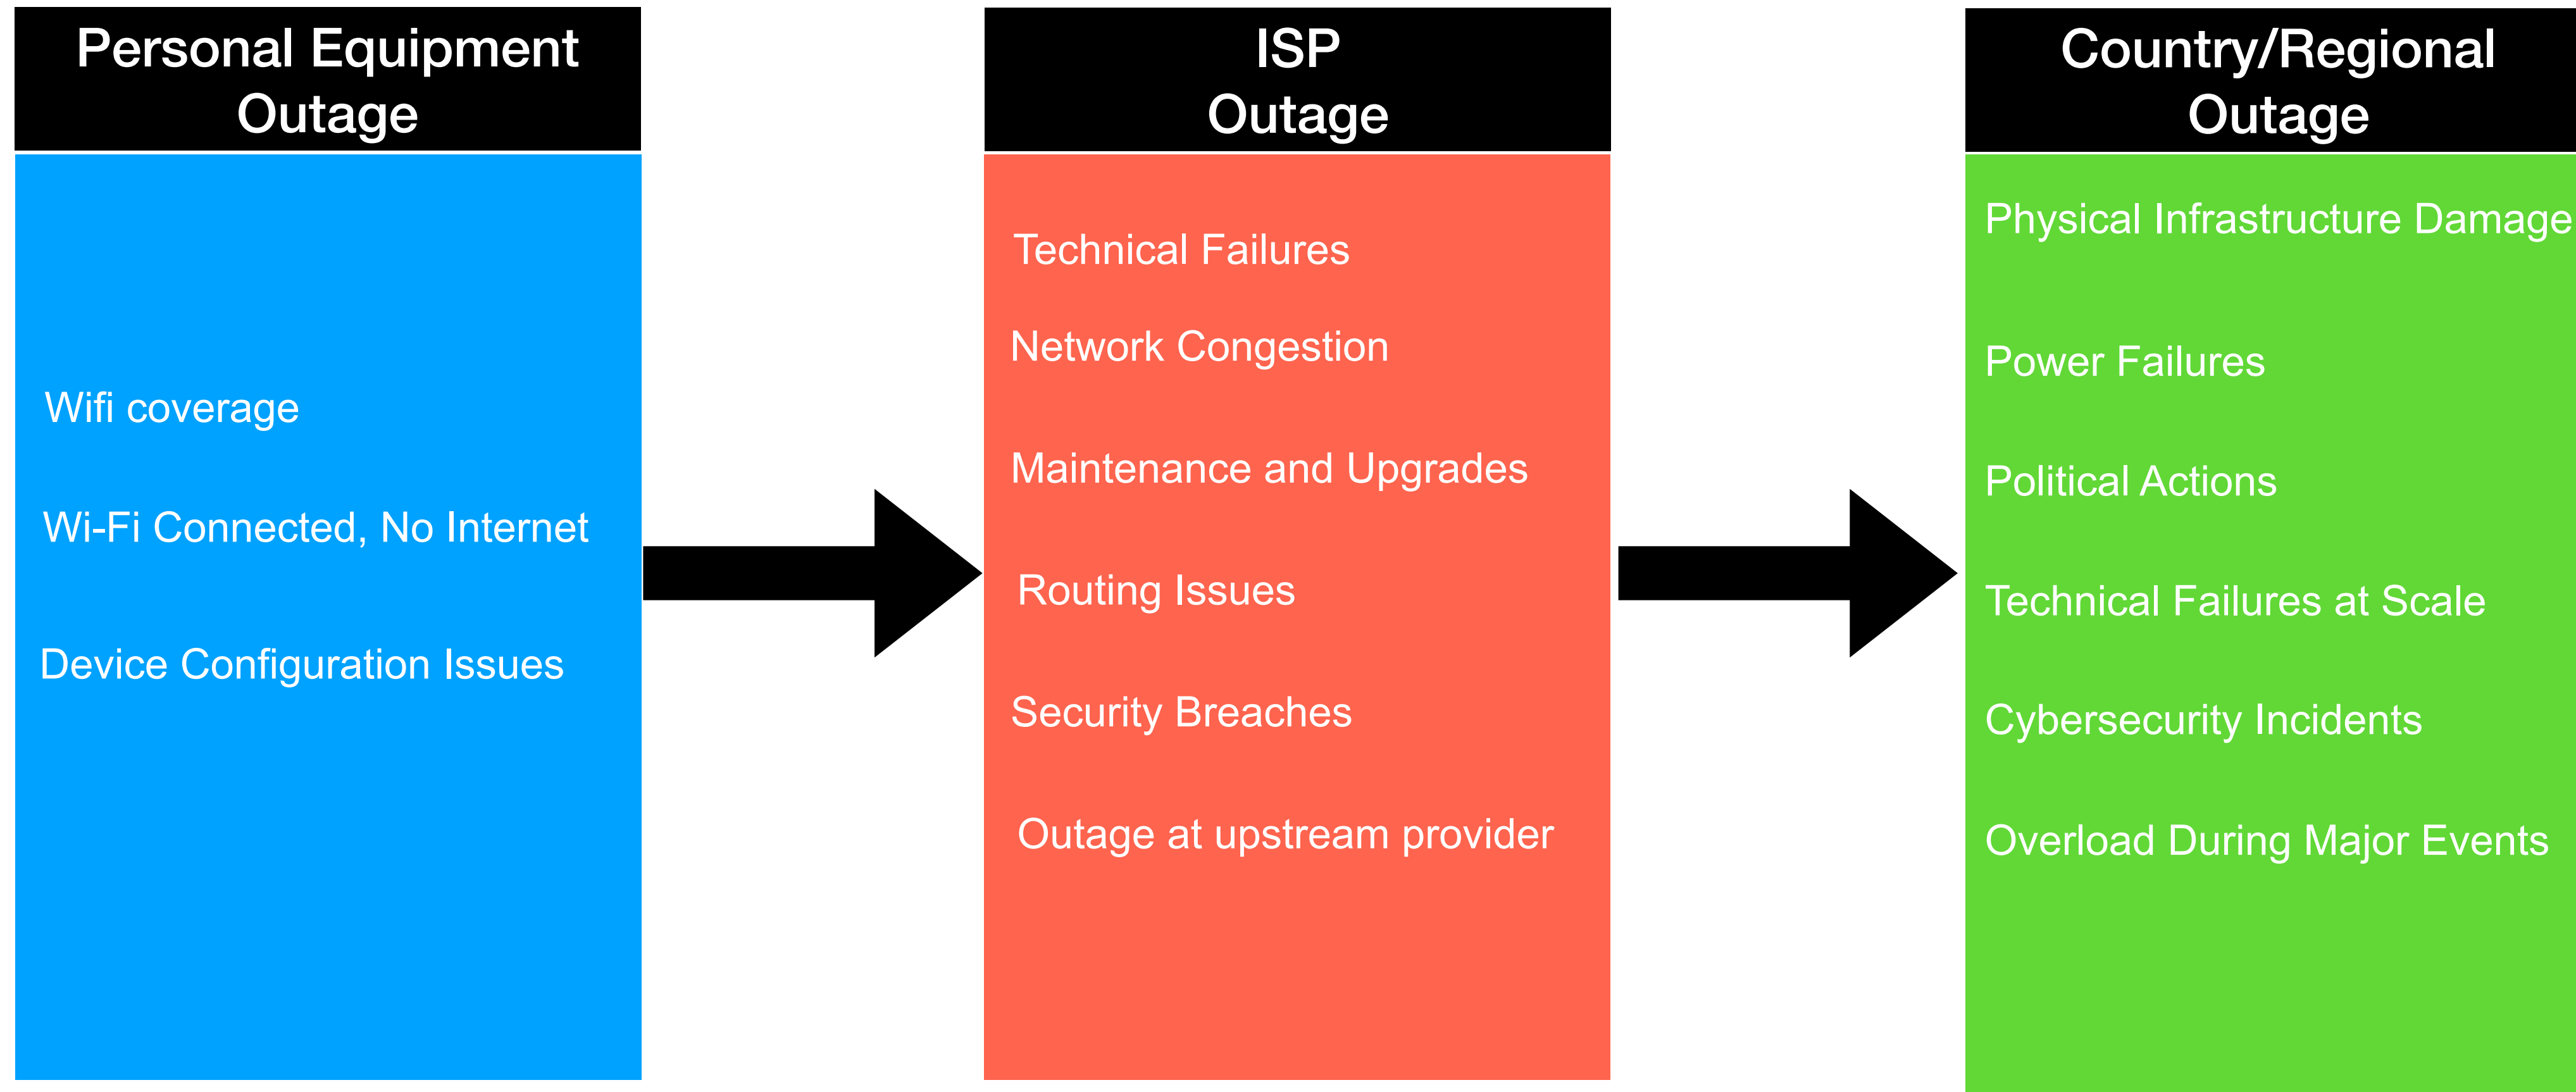 Personal Equipment
Outage
Wifi coverage
Wi-Fi Connected, No Internet
Device Configuration Issues
ISP
Outage
Technical Failures
Network Congestion
Maintenance and Upgrades
Routing Issues
Security Breaches
Outage at upstream provider
Country/Regional
Outage
Physical Infrastructure Damage
Power Failures
Political Actions
Technical Failures at Scale
Cybersecurity Incidents
Overload During Major Events